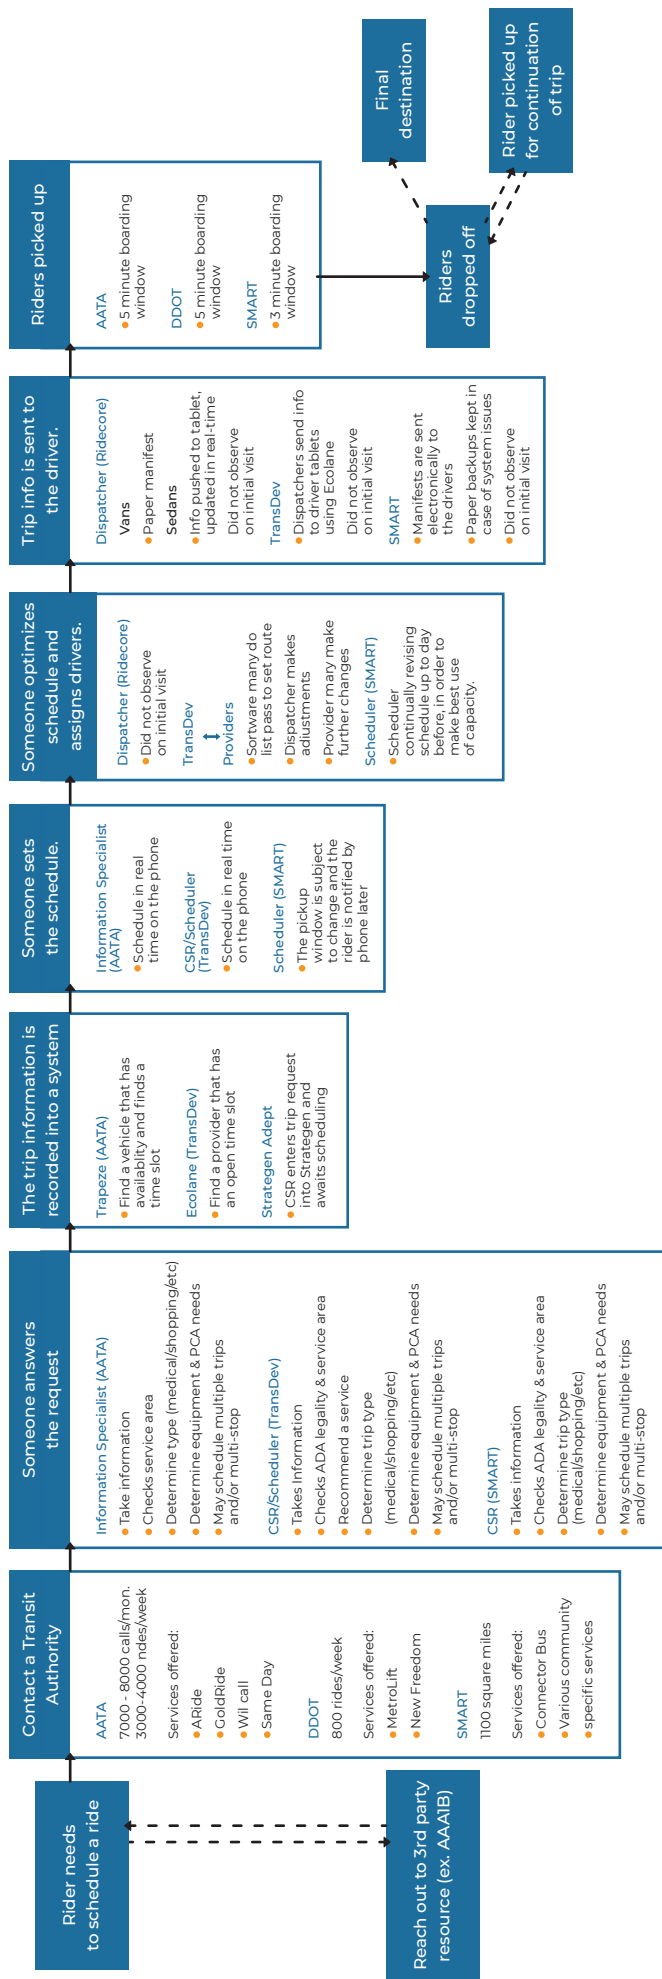 Rider needs
to schedule a ride
Reach out to 3rd party
resource (ex. AAA1B)
Contact a Transit
Authority
AATA
7000 - 8000 calls/mon.
3000-4000 rides/week
Services offered:
ARide
GoldRide
Wil call
Same Day
DDOT
800 rides/week
Services offered:
MetroLift
New Freedom
SMART
1100 square miles
Services offered:
Connector Bus
Various community
specific services
Someone answers
the request
Information Specialist (AATA)
Take information
Checks service area
Determine type (medical/shopping/etc)
Determine equipment & PCA needs
May schedule multiple trips
and/or multi-stop
CSR/Scheduler (TransDev)
Takes Information
Checks ADA legality & service area
Recommend a service
Determine trip type
(medical/shopping/etc)
Determine equipment & PCA needs
May schedule multiple trips
and/or multi-stop
CSR (SMART)
Takes information
Checks ADA legality & service area
Determine trip type
(medical/shopping/etc)
Determine equipment & PCA needs
May schedule multiple trips
and/or multi-stop
The trip information is
recorded into a system
Trapeze (AATA)
Find a vehicle that has
availablity and finds a
time slot
Ecolane (TransDev)
Find a provider that has
an open time slot
Strategen Adept
CSR enters trip request
into Strategen and
awaits scheduling
Someone sets
the schedule.
Information Specialist
(AATA)
Schedule in real
time on the phone
CSR/Scheduler
(TransDev)
Schedule in real time
on the phone
Scheduler (SMART)
The pickup
window is subject
to change and the
rider is notified by
phone later
Someone optimizes
schedule and
assigns drivers.
Dispatcher (Ridecore)
Did not observe
on initial visit
TransDev
Providers
Sortware many do
list pass to set route
Dispatcher makes
adiustments
Provider mary make
further changes
Scheduler (SMART)
Scheduler
continually revising
schedule up to day
before, in order to
make best use
of capacity.
Trip info is sent to
the driver.
Dispatcher (Ridecore)
Vans
Paper manifest
Sedans
Info pushed to tablet,
updated in real-time
Did not observe
on initial visit
TransDev
Dispatchers send info
to driver tablets
using Ecolane
Did not observe
on initial visit
SMART
Manifests are sent
electronically to
the drivers
Paper backups kept in
case of system issues
Did not observe
on initial visit
Riders picked up
AATA
5 minute boarding
window
DDOT
5 minute boarding
window
SMART
3 minute boarding
window
Riders
dropped off
Final
destination
Rider picked up
for continuation
of trip